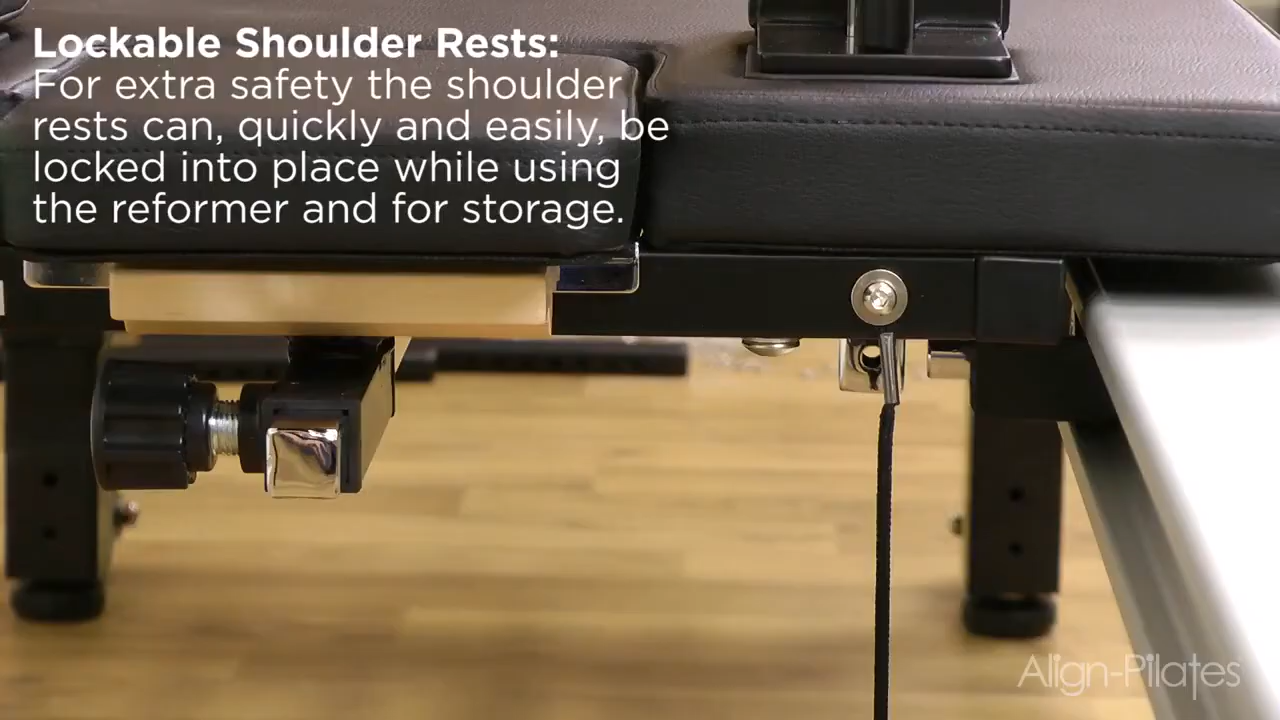 Lockable Shoulder Rests:
For extra safety the shoulder
rests can, quickly and easily, be
locked into place while using
the reformer and for storage.
Align-Pilates